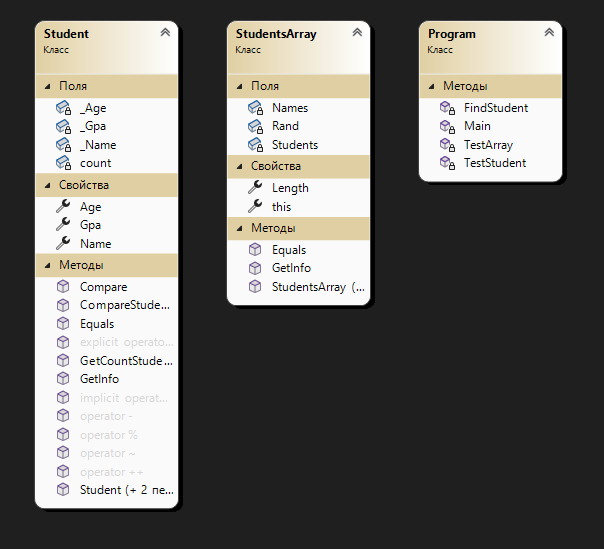 Student
Класс
Поля
_Age
_Gpa
_Name
count
Свойства
Age
Gpa
Name
Методы
Compare
CompareStude...
Equals
explicit operato...
GetCountStude...
GetInfo
implicit operat...
operator -
operator %
operator ~
operator ++
Student (+ 2 пе...
StudentsArray
Класс
Поля
Names
Rand
Students
Свойства
Length
this
Методы
Equals
GetInfo
StudentsArray (...
Program
Класс
Методы
FindStudent
Main
TestArray
TestStudent